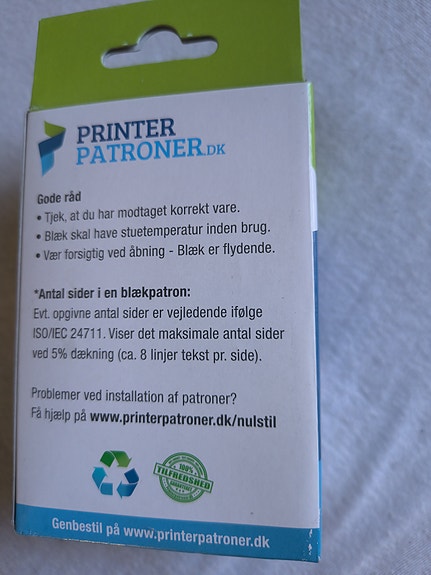 PRINTER
PATRONER.DK
Gode råd
• Tjek, at du har modtaget korrekt vare.
• Blæk skal have stuetemperatur inden brug.
• Vær forsigtig ved åbning - Blæk er flydende.
*Antal sider i en blækpatron:
Evt. opgivne antal sider er vejledende ifølge
ISO/IEC 24711. Viser det maksimale antal sider
ved 5% dækning (ca. 8 linjer tekst pr. side).
Problemer ved installation af patroner?
Få hjælp på www.printerpatroner.dk/nulstil
100%
TILFREDSHED
Genbestil på www.printerpatroner.dk